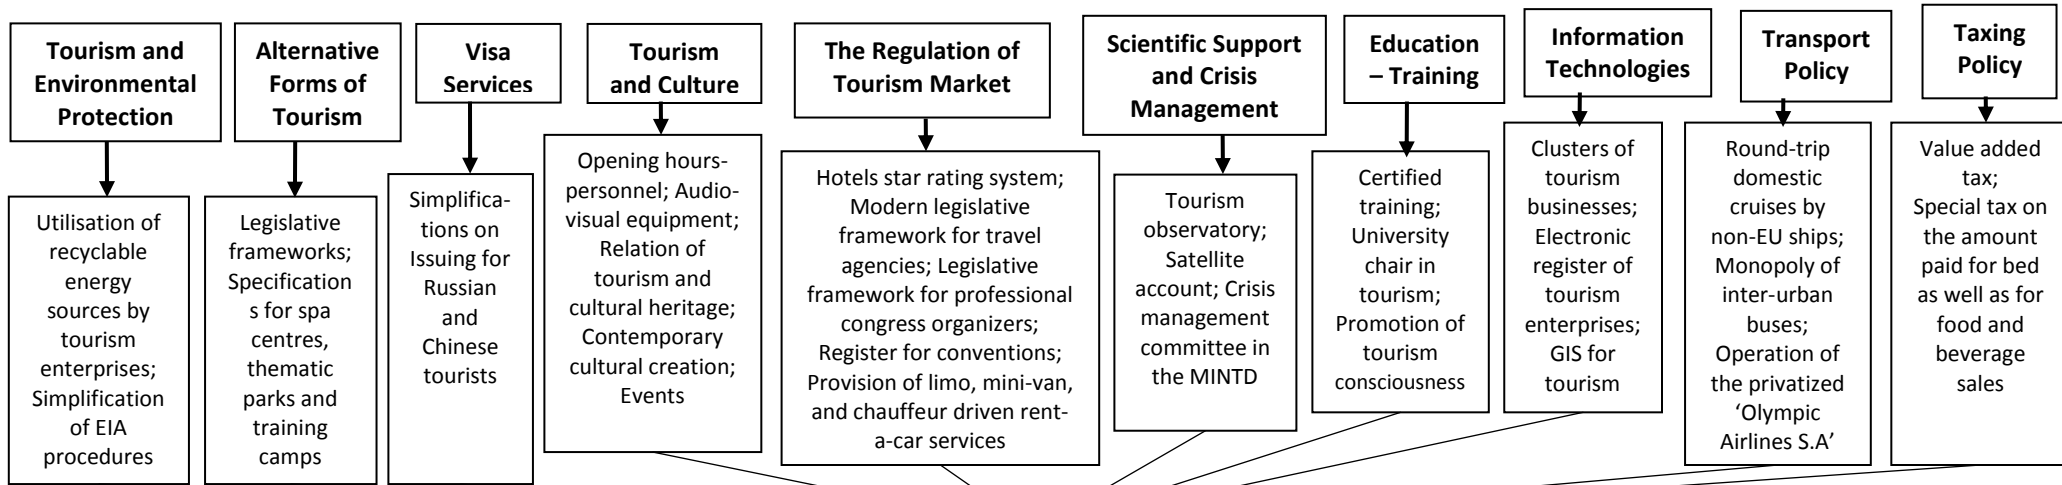 Tourism and
Environmental
Protection
Alternative
Forms of
Tourism
Visa
Services
Tourism
and Culture
The Regulation of
Tourism Market
Scientific Support
and Crisis
Management
Education
– Training
Information
Technologies
Transport
Policy
Taxing
Policy
Utilisation of
recyclable
energy
sources by
tourism
enterprises;
Simplification
of EIA
procedures
Legislative
frameworks;
Specification
s for spa
centres,
thematic
parks and
training
camps
Simplifica-
tions on
Issuing for
Russian
and
Chinese
tourists
Opening hours-
personnel; Audio-
visual equipment;
Relation of
tourism and
cultural heritage;
Contemporary
cultural creation;
Events
Hotels star rating system;
Modern legislative
framework for travel
agencies; Legislative
framework for professional
congress organizers;
Register for conventions;
Provision of limo, mini-van,
and chauffeur driven rent-
a-car services
Tourism
observatory;
Satellite
account; Crisis
management
committee in
the MINTD
Certified
training;
University
chair in
tourism;
Promotion of
tourism
consciousness
Clusters of
tourism
businesses;
Electronic
register of
tourism
enterprises;
GIS for
tourism
Round-trip
domestic
cruises by
non-EU ships;
Monopoly of
inter-urban
buses;
Operation of
the privatized
‘Olympic
Airlines S.A’
Value added
tax;
Special tax on
the amount
paid for bed
as well as for
food and
beverage
sales